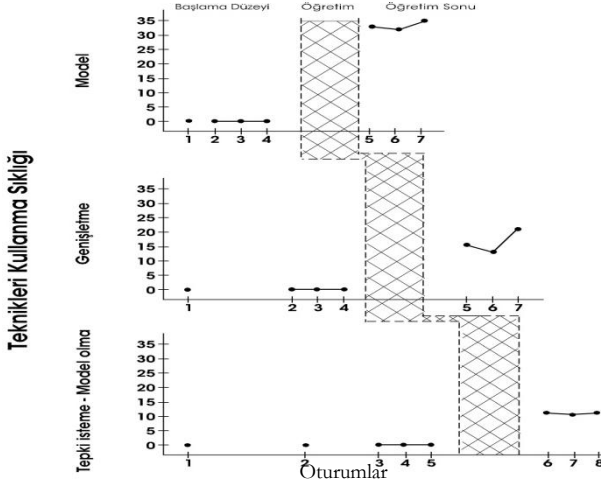 Başlama Düzeyi Öğretim Öğretim Sonu
Teknikleri Kullanma Sıklığı
Model
35
30
25
20
15
10
5
0
1 2 3 4 5 6 7
Genişletme
35
30
25
20
15
10
5
0
1 2 3 4 5 6 7
Tepki isteme - Model olma
35
30
25
20
15
10
5
0
1 2 3 4 5 6 7 8
Oturumlar